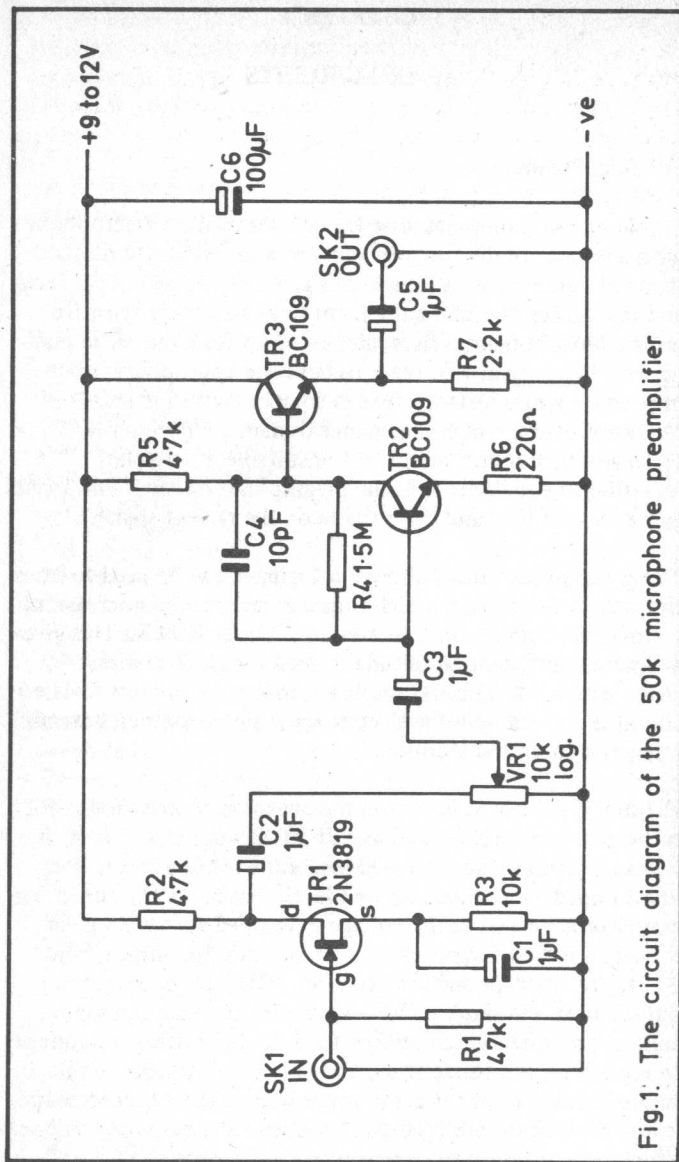 +9 to 12V
R2
4·7k
R5
4·7k
C6
100µF
C2
1µF
d
TR1
2N3819
g
s
SK1
IN
R1
47k
C1
1µF
R3
10k
VR1
10k
log.
C3
1µF
C4
10pF
R4 1·5M
TR3
BC109
TR2
BC109
R6
220Ω
C5
1µF
R7
2·2k
SK2
OUT
-ve
Fig.1. The circuit diagram of the 50k microphone preamplifier